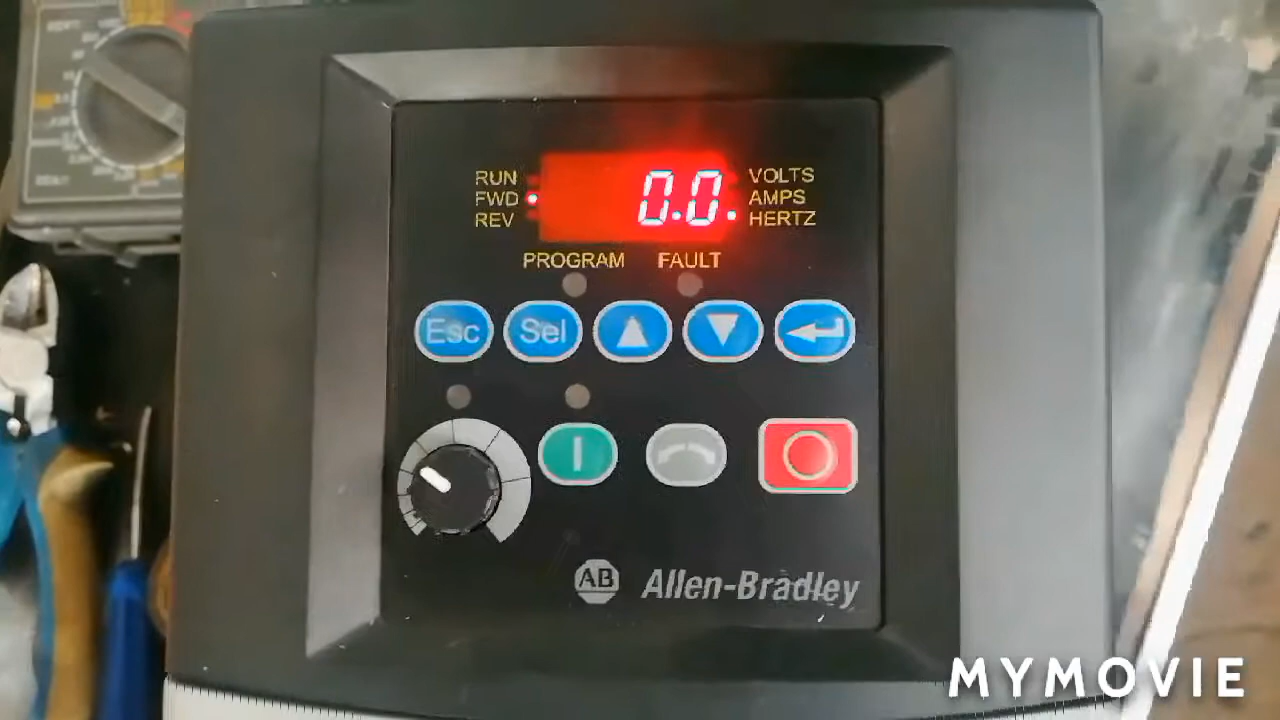 RUN
FWD
REV
0.0.
VOLTS
AMPS
HERTZ
PROGRAM FAULT
Esc Sel
AB Allen-Bradley
MYMOVIE